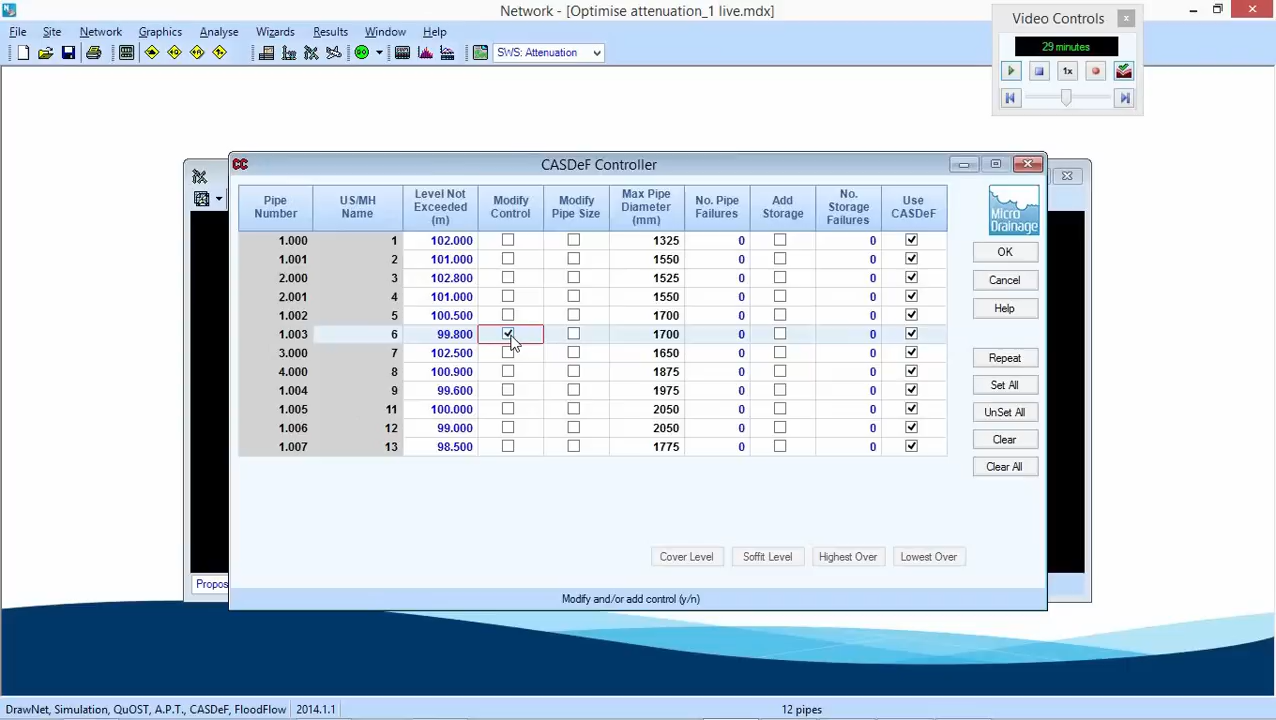 Network - [Optimise attenuation_1 live.mdx]
File Site Network Graphics Analyse Wizards Results Window Help
SWS: Attenuation
Video Controls
29 minutes
1x
CASDeF Controller
Pipe Number US/MH Name Level Not Exceeded (m) Modify Control Modify Pipe Size Max Pipe Diameter (mm) No. Pipe Failures Add Storage No. Storage Failures Use CASDeF
1.000 1 102.000 1325 0 0
1.001 2 101.000 1550 0 0
2.000 3 102.800 1525 0 0
2.001 4 101.000 1550 0 0
1.002 5 100.500 1700 0 0
1.003 6 99.800 1700 0 0
3.000 7 102.500 1650 0 0
4.000 8 100.900 1875 0 0
1.004 9 99.600 1975 0 0
1.005 11 100.000 2050 0 0
1.006 12 99.000 2050 0 0
1.007 13 98.500 1775 0 0
Micro Drainage
OK
Cancel
Help
Repeat
Set All
UnSet All
Clear
Clear All
Cover Level Soffit Level Highest Over Lowest Over
Propos
Modify and/or add control (y/n)
DrawNet, Simulation, QuOST, A.P.T., CASDeF, FloodFlow 2014.1.1 12 pipes